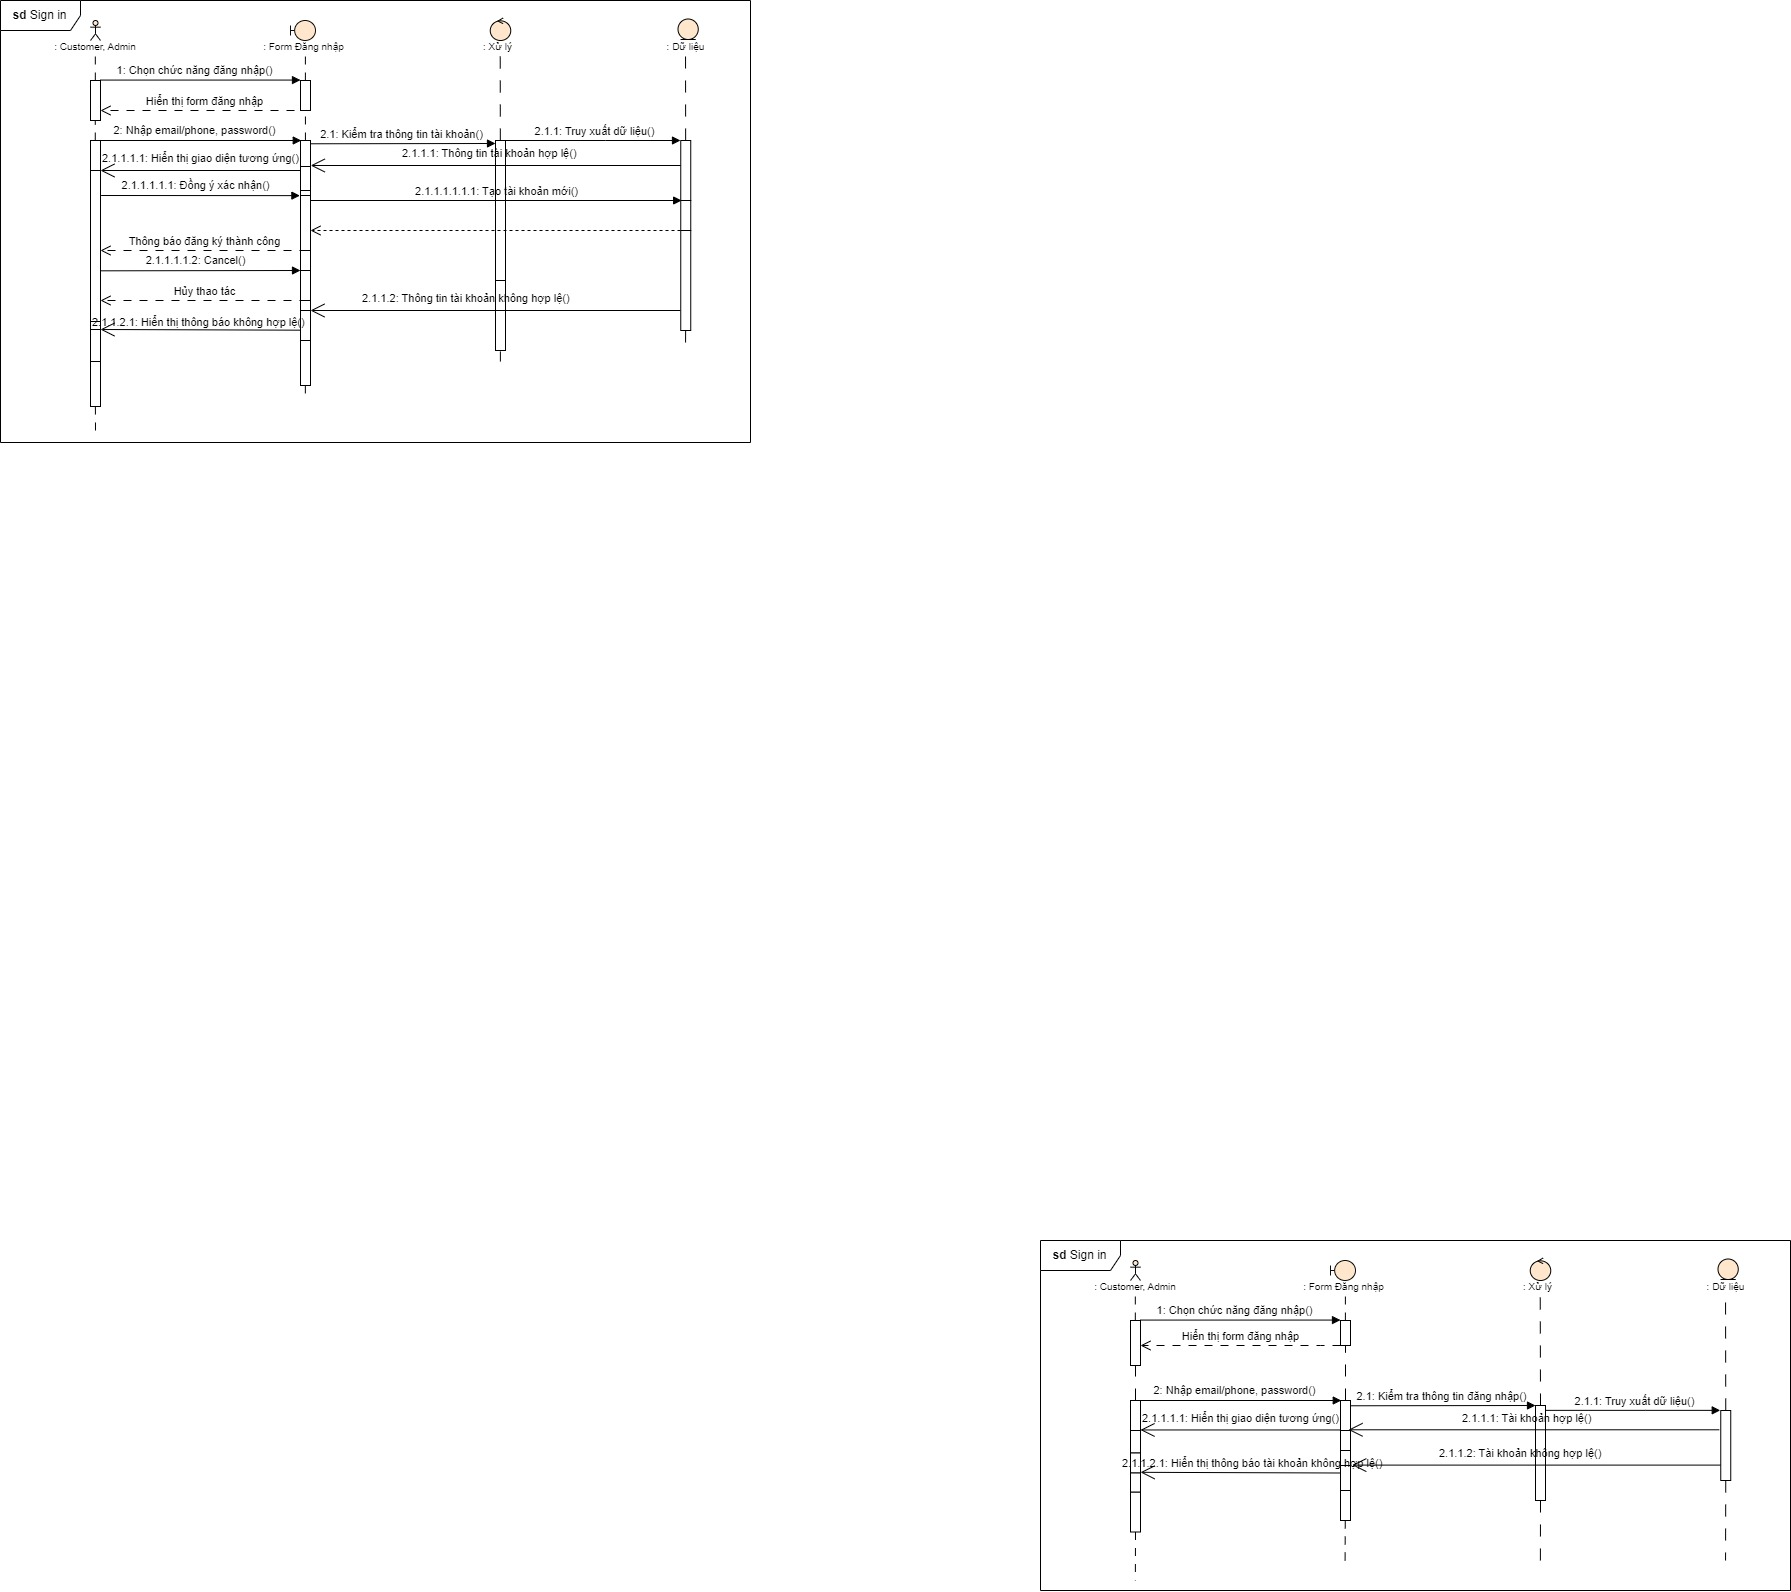 sd Sign in
: Customer, Admin
: Form Đăng nhập
: Xử lý
: Dữ liệu
1: Chọn chức năng đăng nhập()
Hiển thị form đăng nhập
2: Nhập email/phone, password()
2.1: Kiểm tra thông tin tài khoản()
2.1.1: Truy xuất dữ liệu()
2.1.1.1: Thông tin tài khoản hợp lệ()
2.1.1.1.1: Hiển thị giao diện tương ứng()
2.1.1.1.1.1: Đồng ý xác nhận()
2.1.1.1.1.1.1: Tạo tài khoản mới()
Thông báo đăng ký thành công
2.1.1.1.1.2: Cancel()
Hủy thao tác
2.1.1.2: Thông tin tài khoản không hợp lệ()
2.1.1.2.1: Hiển thị thông báo không hợp lệ()
sd Sign in
: Customer, Admin
: Form Đăng nhập
: Xử lý
: Dữ liệu
1: Chọn chức năng đăng nhập()
Hiển thị form đăng nhập
2: Nhập email/phone, password()
2.1: Kiểm tra thông tin đăng nhập()
2.1.1: Truy xuất dữ liệu()
2.1.1.1.1: Hiển thị giao diện tương ứng()
2.1.1.1: Tài khoản hợp lệ()
2.1.1.2: Tài khoản không hợp lệ()
2.1.1.2.1: Hiển thị thông báo tài khoản không hợp lệ()